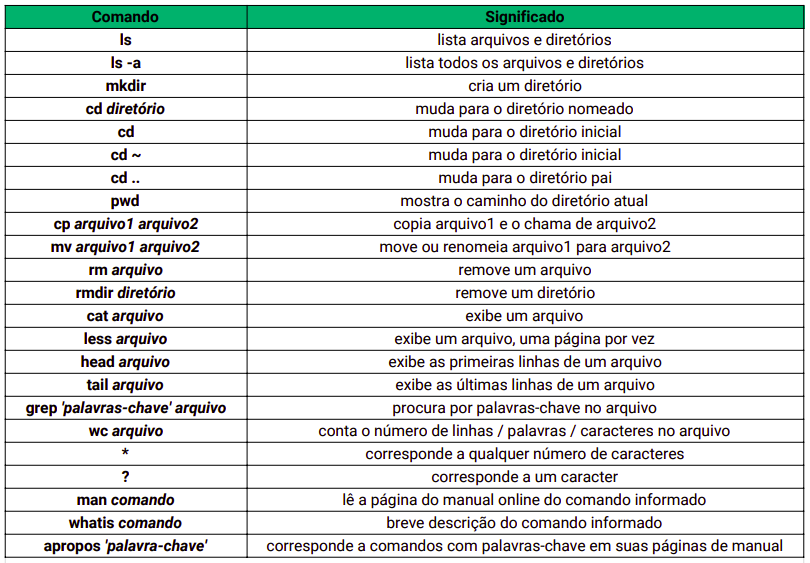 Comando Significado
ls lista arquivos e diretórios
ls -a lista todos os arquivos e diretórios
mkdir cria um diretório
cd diretório muda para o diretório nomeado
cd muda para o diretório inicial
cd ~ muda para o diretório inicial
cd .. muda para o diretório pai
pwd mostra o caminho do diretório atual
cp arquivo1 arquivo2 copia arquivo1 e o chama de arquivo2
mv arquivo1 arquivo2 move ou renomeia arquivo1 para arquivo2
rm arquivo remove um arquivo
rmdir diretório remove um diretório
cat arquivo exibe um arquivo
less arquivo exibe um arquivo, uma página por vez
head arquivo exibe as primeiras linhas de um arquivo
tail arquivo exibe as últimas linhas de um arquivo
grep 'palavras-chave' arquivo procura por palavras-chave no arquivo
wc arquivo conta o número de linhas / palavras / caracteres no arquivo
* corresponde a qualquer número de caracteres
? corresponde a um caracter
man comando lê a página do manual online do comando informado
whatis comando breve descrição do comando informado
apropos 'palavra-chave' corresponde a comandos com palavras-chave em suas páginas de manual